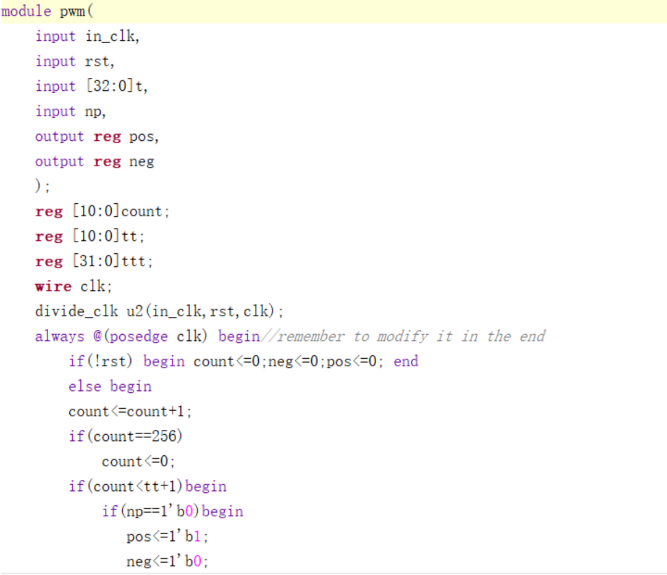 module pwm(
    input in_clk,
    input rst,
    input [32:0]t,
    input np,
    output reg pos,
    output reg neg
    );
    reg [10:0]count;
    reg [10:0]tt;
    reg [31:0]ttt;
    wire clk;
    divide_clk u2(in_clk,rst,clk);
    always @(posedge clk) begin//remember to modify it in the end
        if(!rst) begin count<=0;neg<=0;pos<=0; end
        else begin
        count<=count+1;
        if(count==256)
            count<=0;
        if(count<tt+1)begin
            if(np==1'b0)begin
               pos<=1'b1;
               neg<=1'b0;